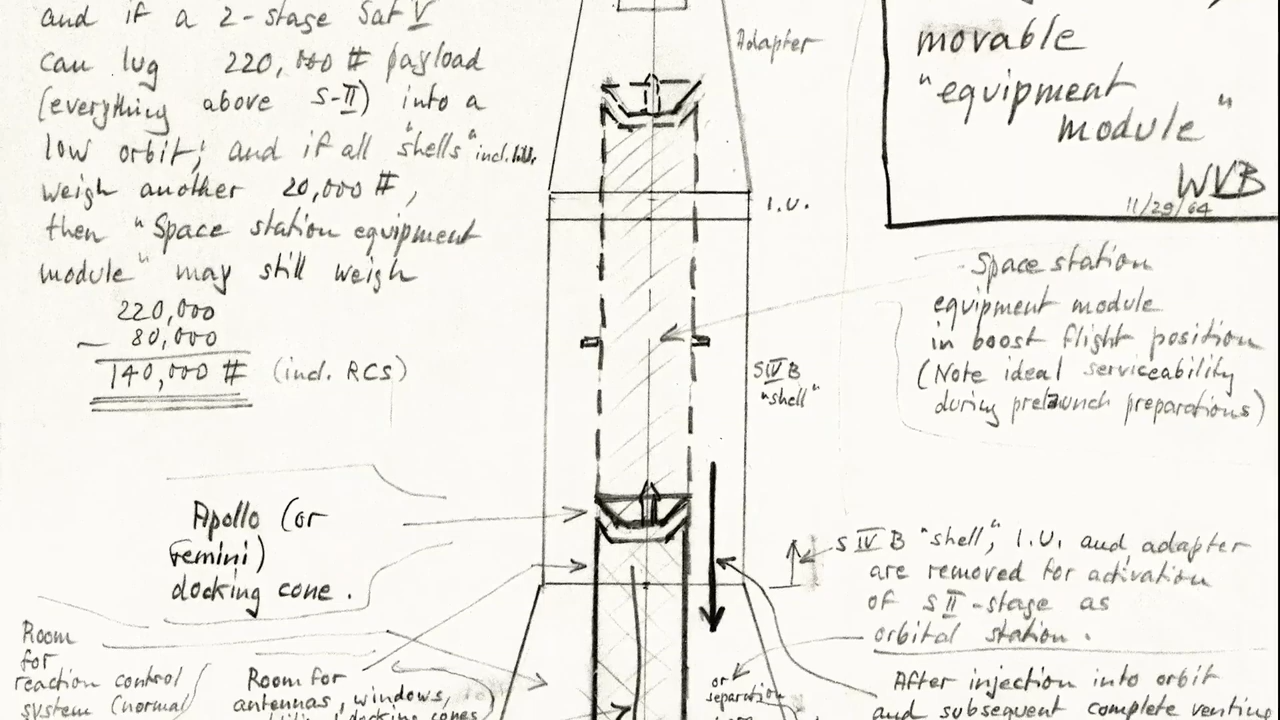 and if a 2-stage Sat V
can lug 220,000 # payload
(everything above S-II) into a
low orbit; and if all "shells" incl.
weigh another 20,000 #,
then "Space station equipment
module" may still weigh
220,000
— 80,000
140,000 # (incl. RCS)
Adapter
I.U.
SIVB
"shell"
movable
"equipment
module"
WVB
11/29/64
Space station
equipment module
in boost flight position
(Note ideal serviceability
during prelaunch preparations)
Apollo (or
Gemini)
docking cone.
SIVB "shell", I.U. and adapter
are removed for activation
of SII-stage as
orbital station.
Room
for
reaction control
system (normal
Room for
antennas, windows,
docking cones
or
separation
After injection into orbit
and subsequent complete venting